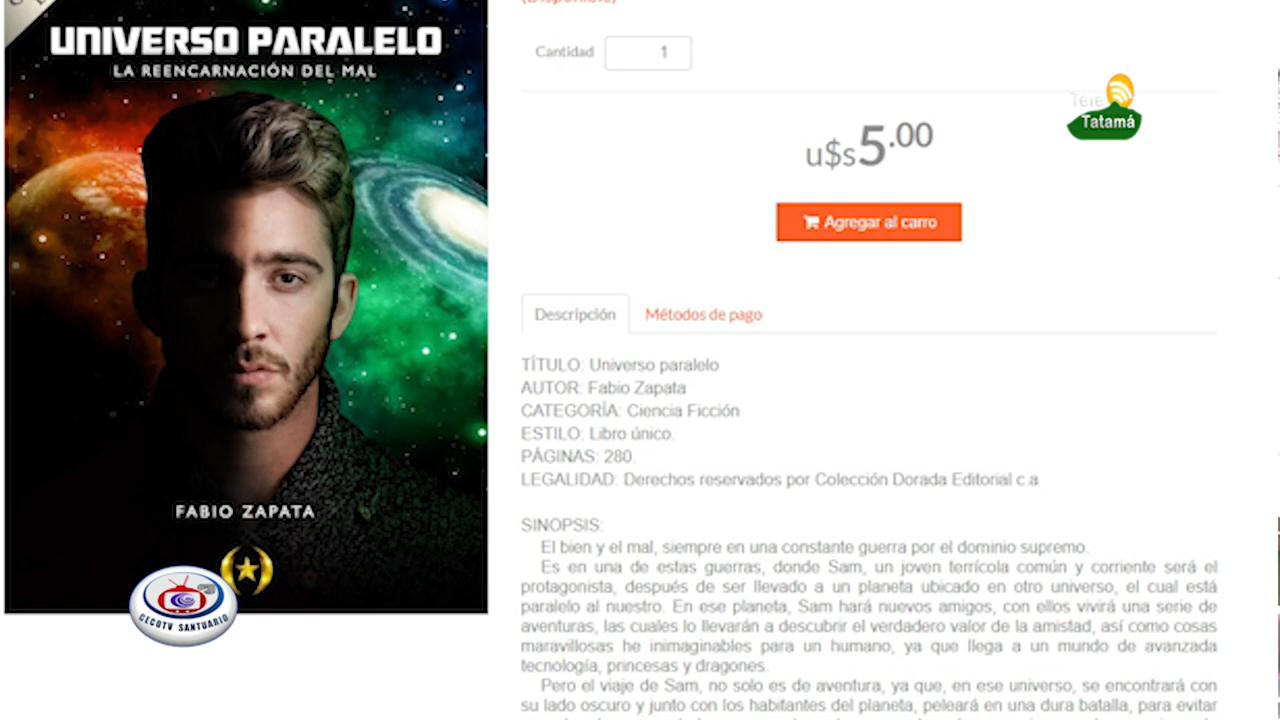 UNIVERSO PARALELO
LA REENCARNACIÓN DEL MAL
FABIO ZAPATA
CECOTV SANTUARIO
(Disponible)
Cantidad 1
Tele
Tatamá
u$s5.00
Agregar al carro
Descripción Métodos de pago
TÍTULO: Universo paralelo
AUTOR: Fabio Zapata
CATEGORÍA: Ciencia Ficción
ESTILO: Libro único.
PÁGINAS: 280.
LEGALIDAD: Derechos reservados por Colección Dorada Editorial c.a
SINOPSIS:
El bien y el mal, siempre en una constante guerra por el dominio supremo.
Es en una de estas guerras, donde Sam, un joven terrícola común y corriente será el
protagonista, después de ser llevado a un planeta ubicado en otro universo, el cual está
paralelo al nuestro. En ese planeta, Sam hará nuevos amigos, con ellos vivirá una serie de
aventuras, las cuales lo llevarán a descubrir el verdadero valor de la amistad, así como cosas
maravillosas he inimaginables para un humano, ya que llega a un mundo de avanzada
tecnología, princesas y dragones.
Pero el viaje de Sam, no solo es de aventura, ya que, en ese universo, se encontrará con
su lado oscuro y junto con los habitantes del planeta, peleará en una dura batalla, para evitar